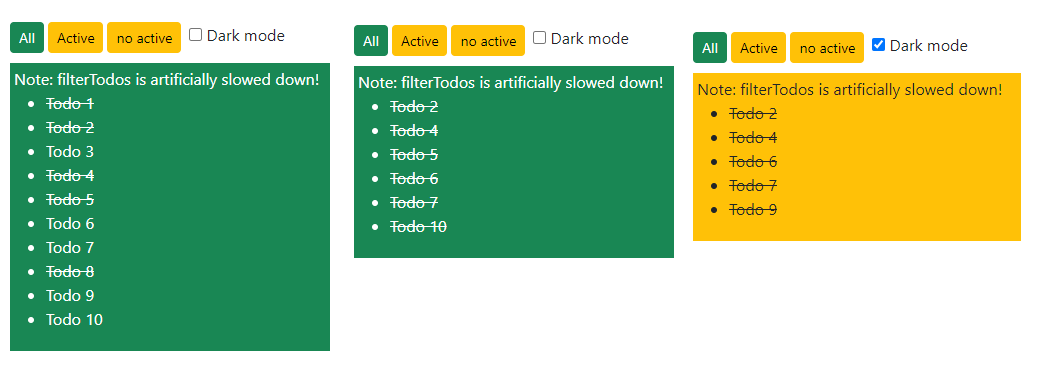 All Active no active Dark mode
Note: filterTodos is artificially slowed down!
Todo 1
Todo 2
Todo 3
Todo 4
Todo 5
Todo 6
Todo 7
Todo 8
Todo 9
Todo 10
All Active no active Dark mode
Note: filterTodos is artificially slowed down!
Todo 2
Todo 4
Todo 5
Todo 6
Todo 7
Todo 10
All Active no active Dark mode
Note: filterTodos is artificially slowed down!
Todo 2
Todo 4
Todo 6
Todo 7
Todo 9